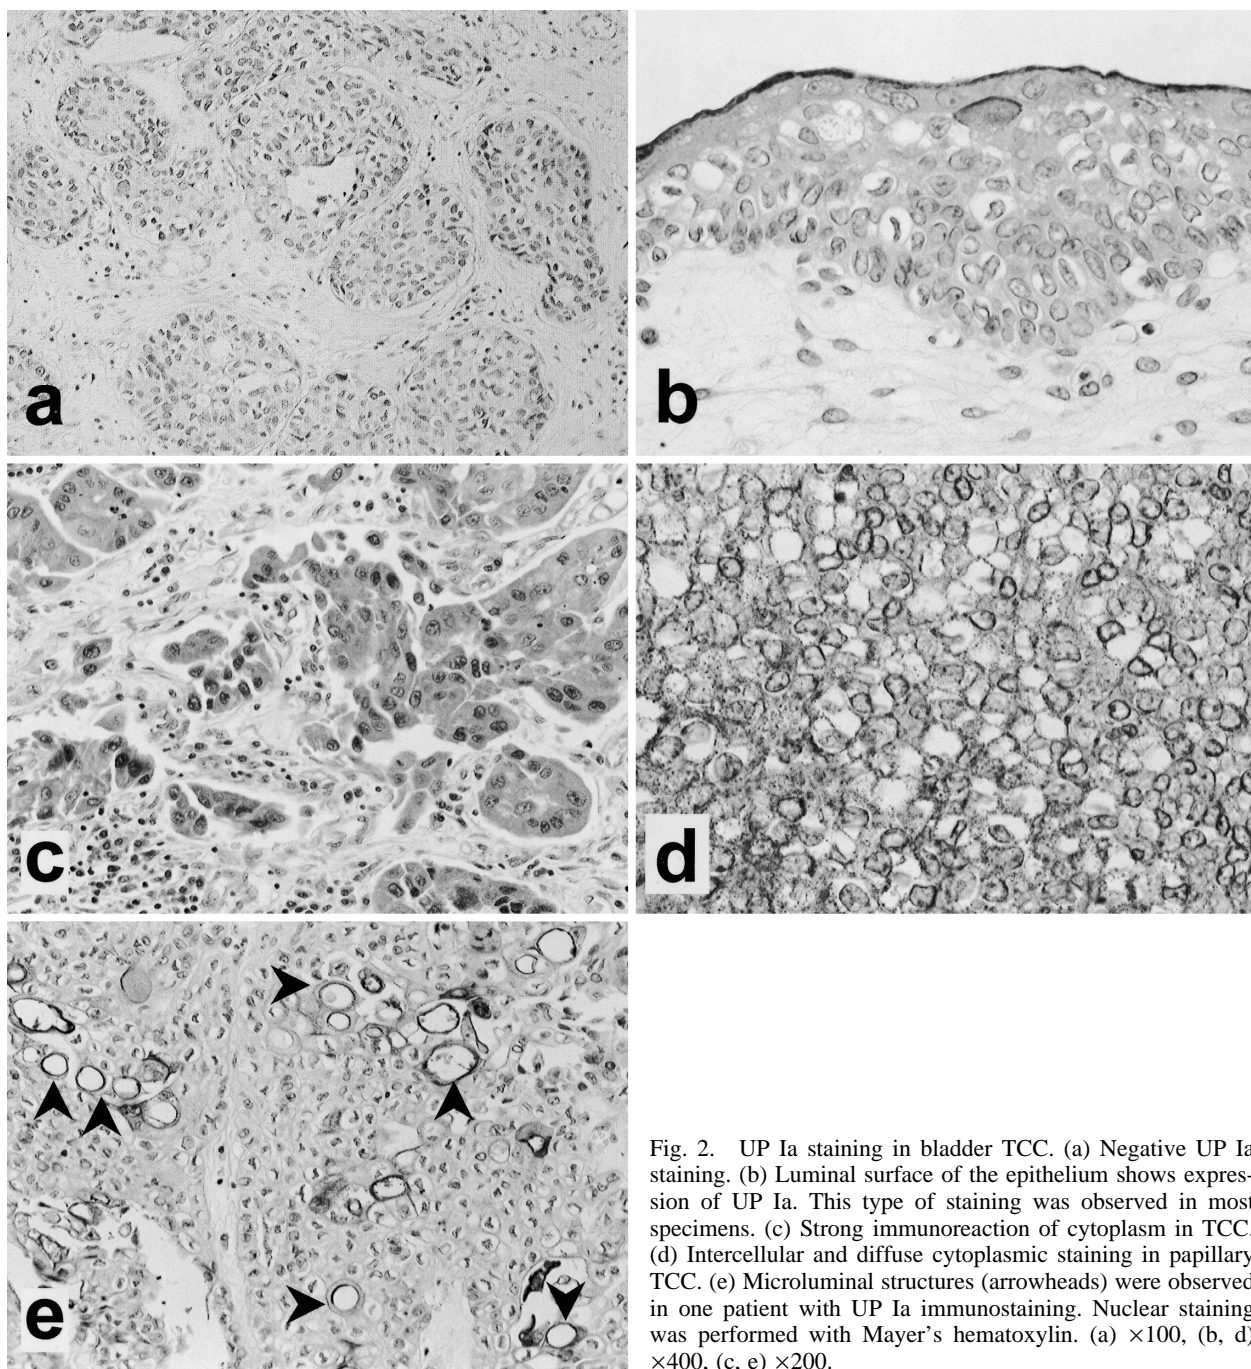 a
b
c
d
e
Fig. 2. UP Ia staining in bladder TCC. (a) Negative UP Ia
staining. (b) Luminal surface of the epithelium shows expres-
sion of UP Ia. This type of staining was observed in most
specimens. (c) Strong immunoreaction of cytoplasm in TCC.
(d) Intercellular and diffuse cytoplasmic staining in papillary
TCC. (e) Microluminal structures (arrowheads) were observed
in one patient with UP Ia immunostaining. Nuclear staining
was performed with Mayer's hematoxylin. (a) ×100, (b, d)
×400, (c, e) ×200.